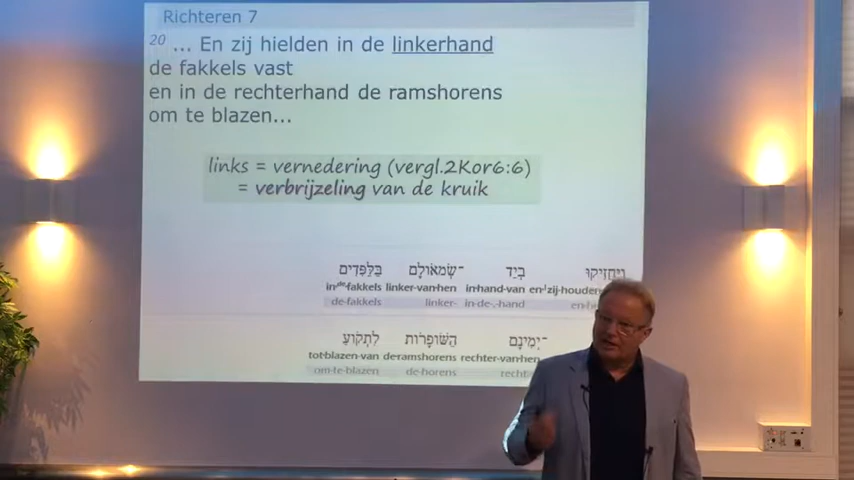 Richteren 7
20 ... En zij hielden in de linkerhand
de fakkels vast
en in de rechterhand de ramshorens
om te blazen...
links = vernedering (vergl.2Kor6:6)
= verbrijzeling van de kruik
וַיַּחֲזִיקוּ בְיַד ־שְׂמֹאולָם בַּלַּפִּדִים
in·de·fakkels linker·van·hen in·hand·van en·zij·houden
de·fakkels linker· in·de·-hand· en·h
־יְמִינָם הַשּׁוֹפָרוֹת לִתְקוֹעַ
tot·blazen·van deramshorens rechter·van·hen
om·te·blazen de·horens recht